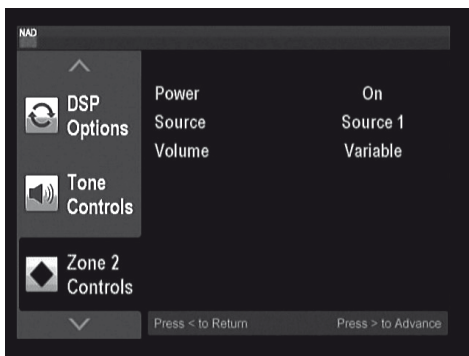 NAD
DSP
Options
Tone
Controls
Zone 2
Controls
Power On
Source Source 1
Volume Variable
Press < to Return Press > to Advance